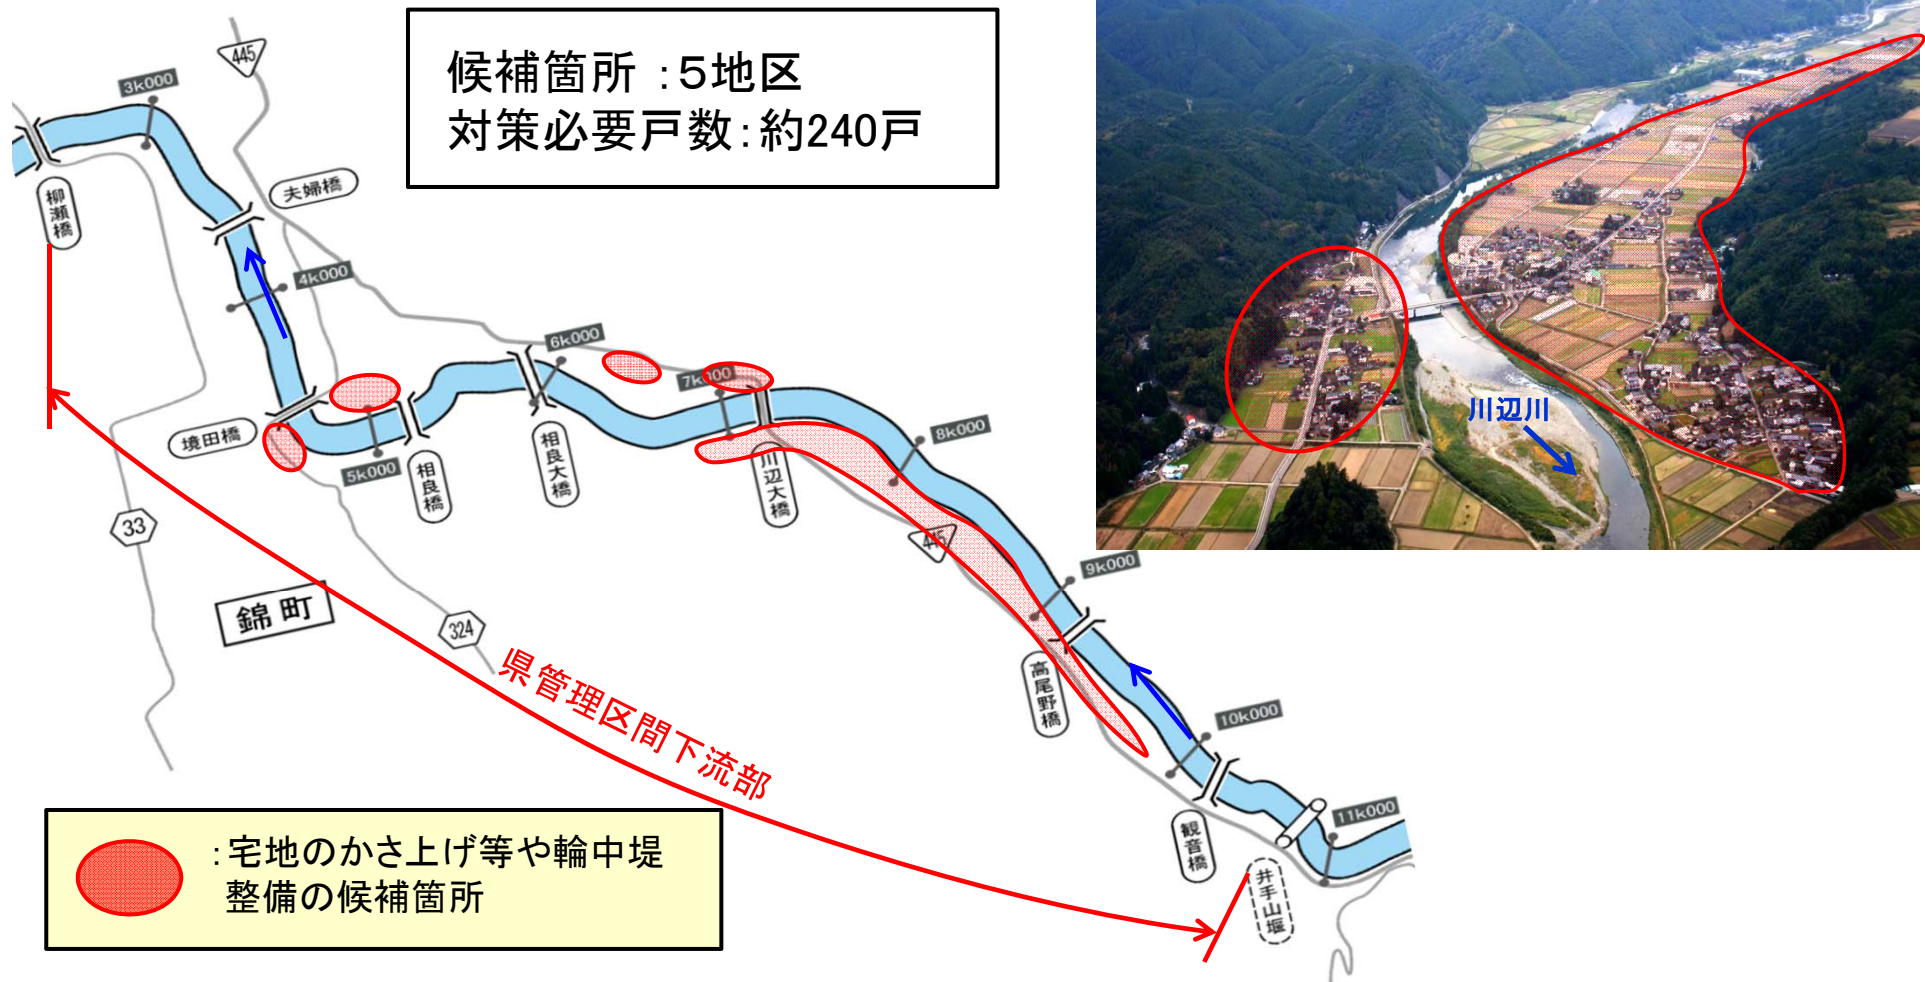 候補箇所：5地区
対策必要戸数：約240戸
445
3k000
柳瀬橋
夫婦橋
4k000
6k000
7k000
境田橋
5k000
相良橋
相良大橋
川辺大橋
8k000
445
9k000
33
錦町
324
高尾野橋
10k000
県管理区間下流部
観音橋
井手山堰
11k000
川辺川
：宅地のかさ上げ等や輪中堤
整備の候補箇所